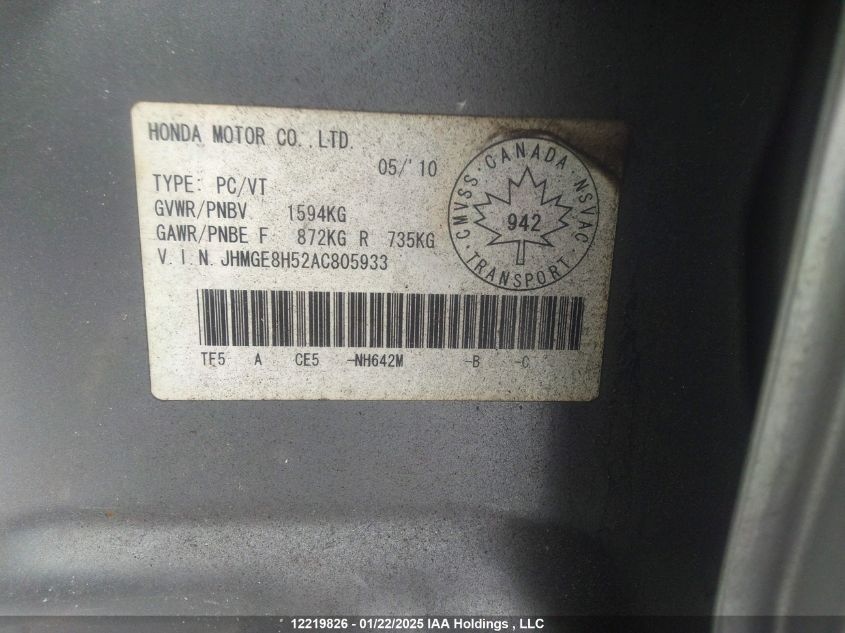 HONDA MOTOR CO.,LTD.
05/'10
TYPE: PC/VT
GVWR/PNBV 1594KG
GAWR/PNBE F 872KG R 735KG
V.I.N. JHMGE8H52AC805933
TF5 A CE5 -NH642M -B -C
CMVSS · CANADA · NSVAC
942
· TRANSPORT ·
12219826 - 01/22/2025 IAA Holdings , LLC